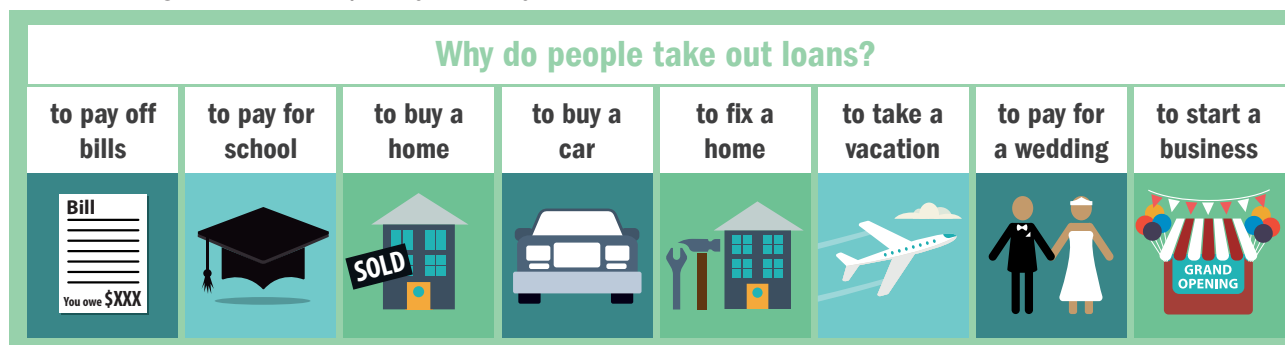 Why do people take out loans?
to pay off
bills
to pay for
school
to buy a
home
to buy a
car
to fix a
home
to take a
vacation
to pay for
a wedding
to start a
business
Bill
You owe $XXX
SOLD
GRAND
OPENING